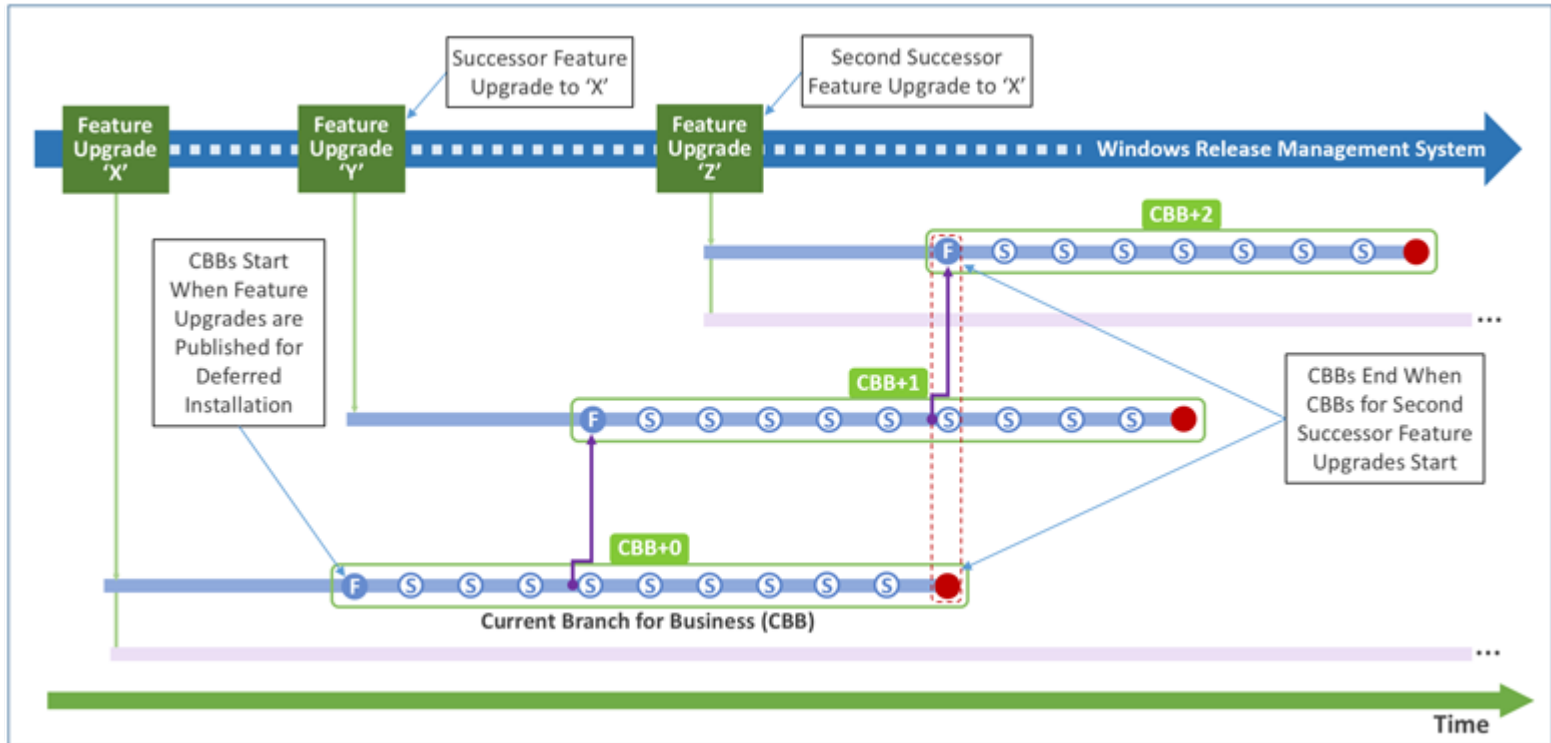 Successor Feature
Upgrade to ‘X’
Second Successor
Feature Upgrade to ‘X’
Feature
Upgrade
‘X’
Feature
Upgrade
‘Y’
Feature
Upgrade
‘Z’
Windows Release Management System
CBB+2
F S S S S S S S
...
CBBs Start
When Feature
Upgrades are
Published for
Deferred
Installation
CBB+1
F S S S S S S S S S
CBBs End When
CBBs for Second
Successor Feature
Upgrades Start
CBB+0
F S S S S S S S S S
Current Branch for Business (CBB)
...
Time